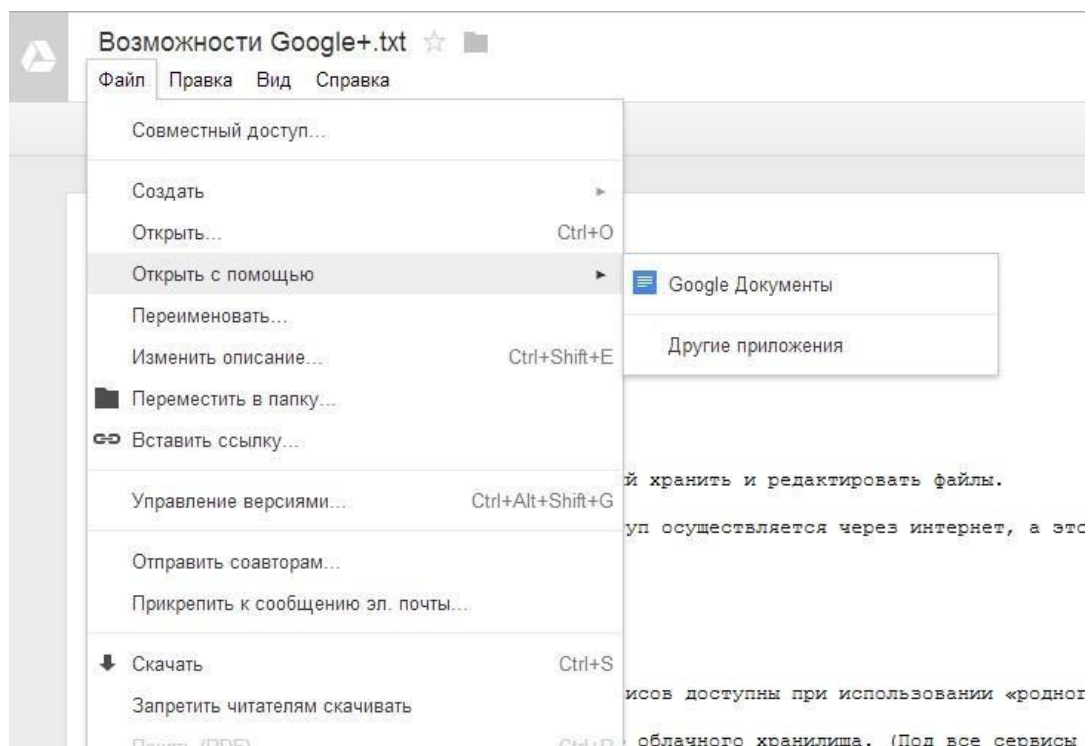 Возможности Google+.txt
Файл Правка Вид Справка
Совместный доступ...
Создать
Открыть... Ctrl+O
Открыть с помощью
Google Документы
Переименовать...
Другие приложения
Изменить описание... Ctrl+Shift+E
Переместить в папку...
Вставить ссылку...
й хранить и редактировать файлы.
Управление версиями... Ctrl+Alt+Shift+G
уп осуществляется через интернет, а это
Отправить соавторам...
Прикрепить к сообщению эл. почты...
Скачать Ctrl+S
исов доступны при использовании «родног
Запретить читателям скачивать
облачного хранилища. (Под все сервисы
Печать (PDF) Ctrl+P